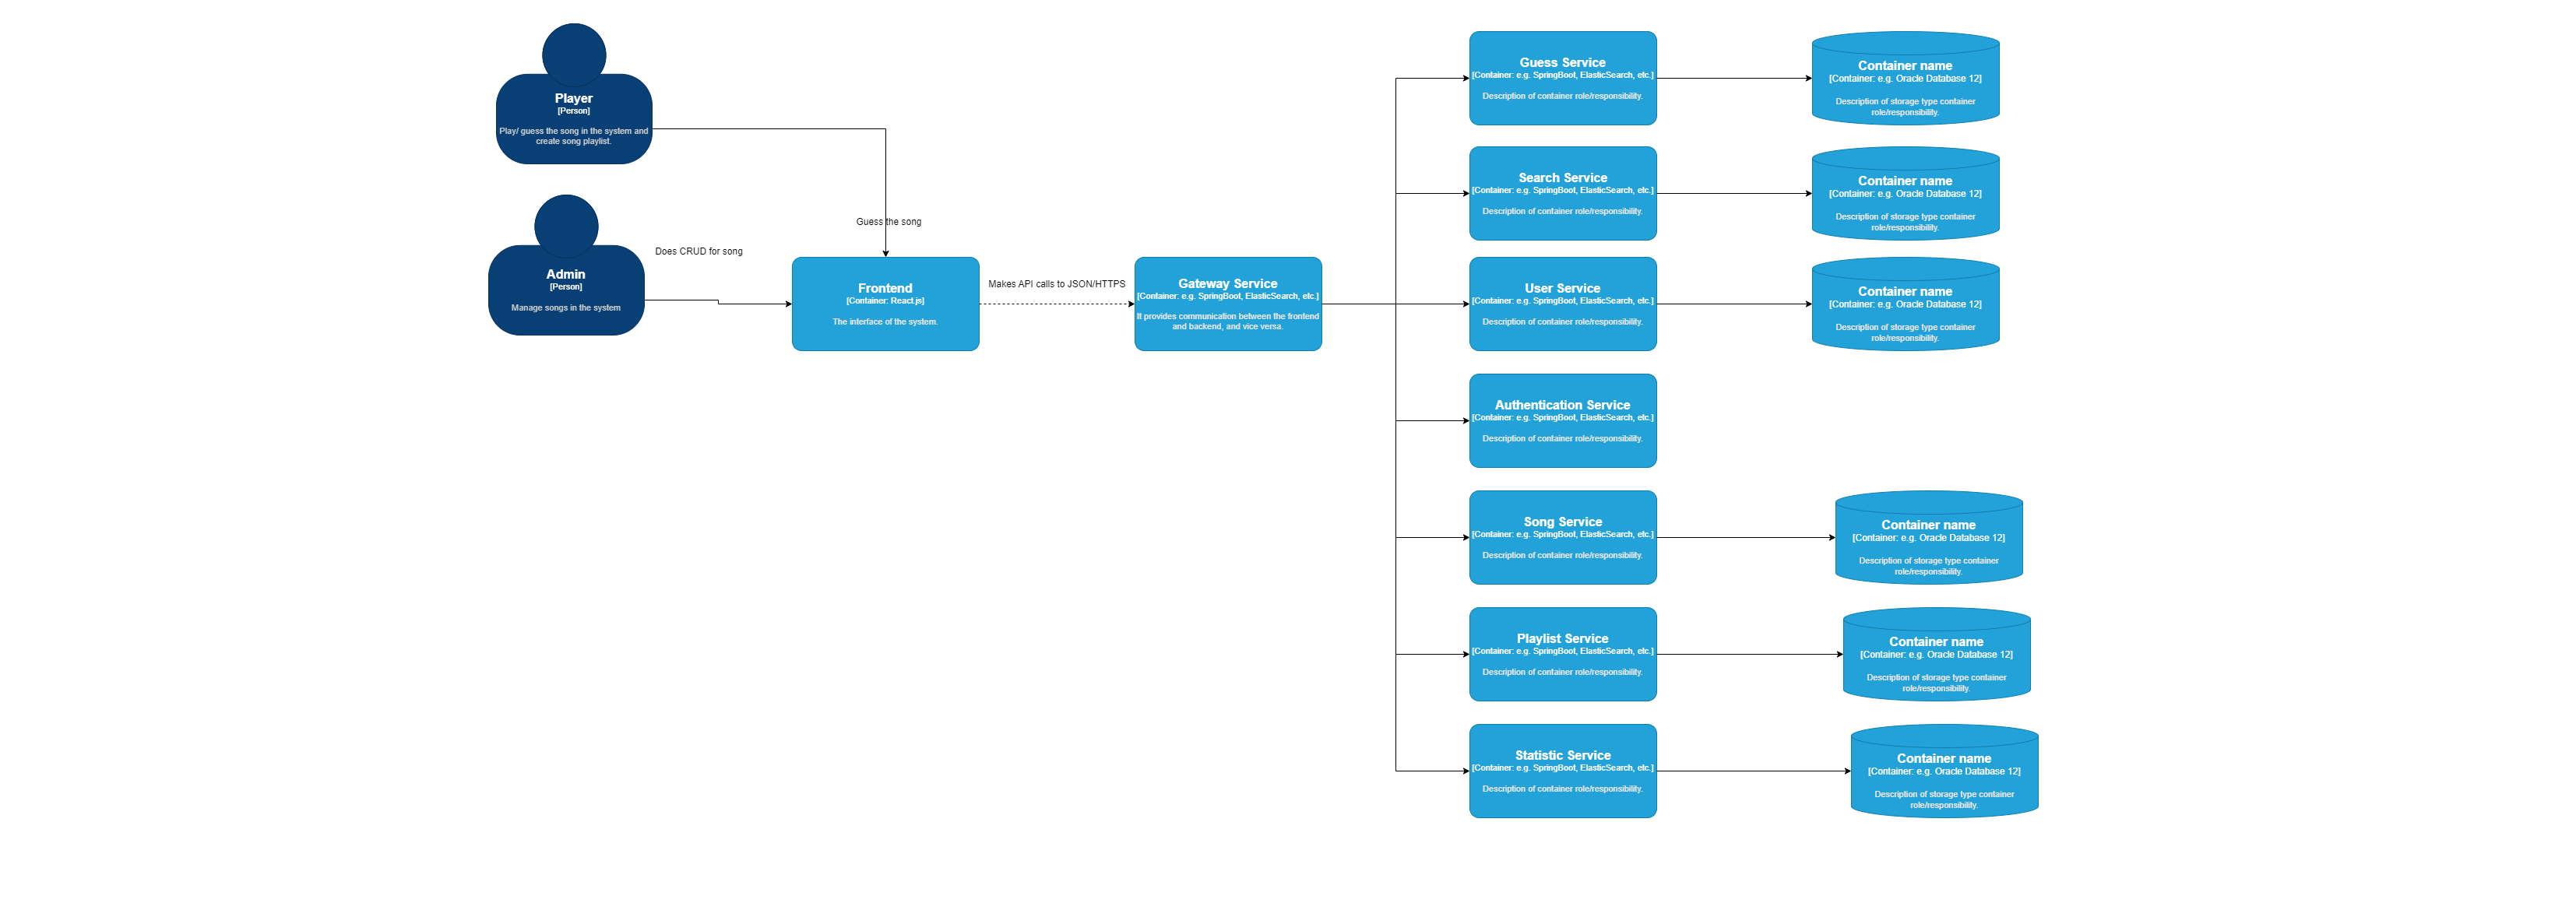 Player
[Person]
Play/ guess the song in the system and
create song playlist.
Guess the song
Admin
[Person]
Manage songs in the system
Does CRUD for song
Frontend
[Container: React.js]
The interface of the system.
Makes API calls to JSON/HTTPS
Gateway Service
[Container: e.g. SpringBoot, ElasticSearch, etc.]
It provides communication between the frontend
and backend, and vice versa.
Guess Service
[Container: e.g. SpringBoot, ElasticSearch, etc.]
Description of container role/responsibility.
Container name
[Container: e.g. Oracle Database 12]
Description of storage type container
role/responsibility.
Search Service
[Container: e.g. SpringBoot, ElasticSearch, etc.]
Description of container role/responsibility.
Container name
[Container: e.g. Oracle Database 12]
Description of storage type container
role/responsibility.
User Service
[Container: e.g. SpringBoot, ElasticSearch, etc.]
Description of container role/responsibility.
Container name
[Container: e.g. Oracle Database 12]
Description of storage type container
role/responsibility.
Authentication Service
[Container: e.g. SpringBoot, ElasticSearch, etc.]
Description of container role/responsibility.
Song Service
[Container: e.g. SpringBoot, ElasticSearch, etc.]
Description of container role/responsibility.
Container name
[Container: e.g. Oracle Database 12]
Description of storage type container
role/responsibility.
Playlist Service
[Container: e.g. SpringBoot, ElasticSearch, etc.]
Description of container role/responsibility.
Container name
[Container: e.g. Oracle Database 12]
Description of storage type container
role/responsibility.
Statistic Service
[Container: e.g. SpringBoot, ElasticSearch, etc.]
Description of container role/responsibility.
Container name
[Container: e.g. Oracle Database 12]
Description of storage type container
role/responsibility.